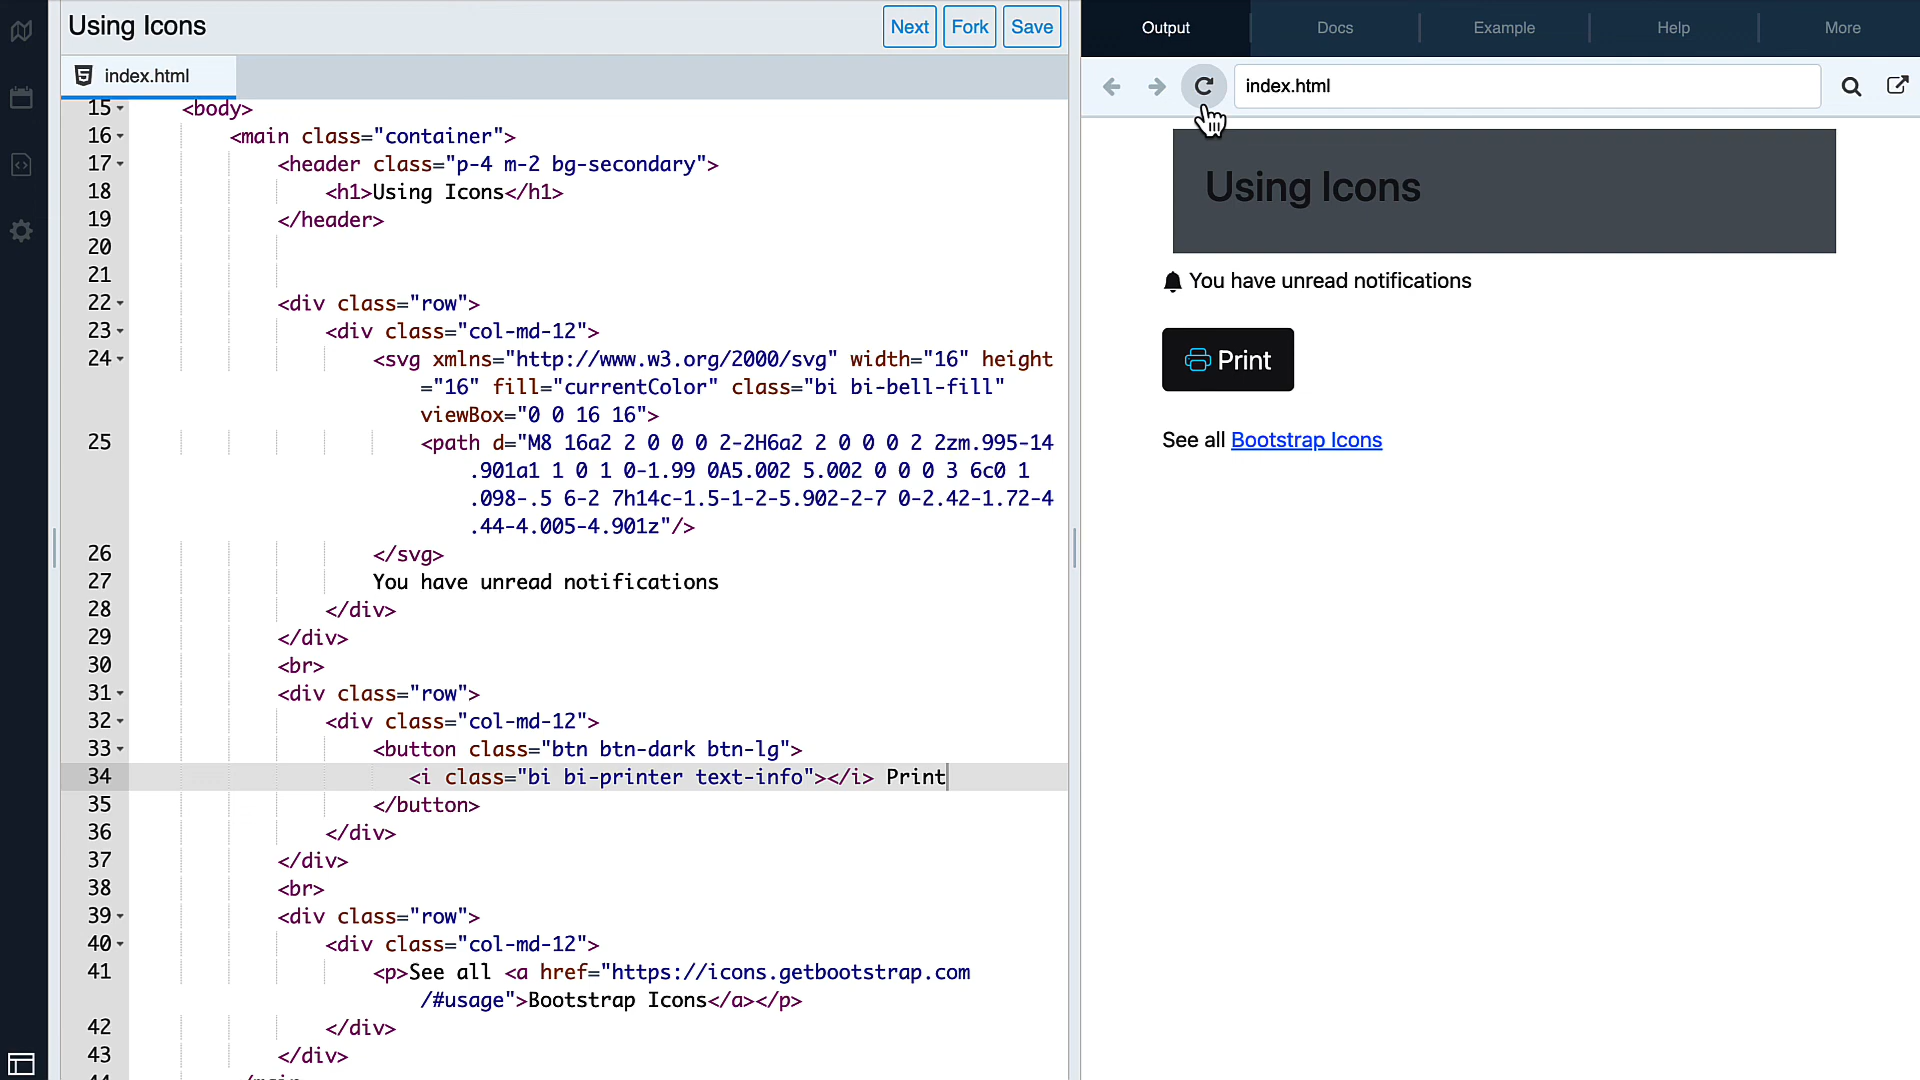 Using Icons
Next Fork Save
Output Docs Example Help More
index.html
index.html
15 <body>
16 <main class="container">
17 <header class="p-4 m-2 bg-secondary">
18 <h1>Using Icons</h1>
19 </header>
20
21
22 <div class="row">
23 <div class="col-md-12">
24 <svg xmlns="http://www.w3.org/2000/svg" width="16" height
="16" fill="currentColor" class="bi bi-bell-fill"
viewBox="0 0 16 16">
25 <path d="M8 16a2 2 0 0 0 2-2H6a2 2 0 0 0 2 2zm.995-14
.901a1 1 0 1 0-1.99 0A5.002 5.002 0 0 0 3 6c0 1
.098-.5 6-2 7h14c-1.5-1-2-5.902-2-7 0-2.42-1.72-4
.44-4.005-4.901z"/>
26 </svg>
27 You have unread notifications
28 </div>
29 </div>
30 <br>
31 <div class="row">
32 <div class="col-md-12">
33 <button class="btn btn-dark btn-lg">
34 <i class="bi bi-printer text-info"></i> Print
35 </button>
36 </div>
37 </div>
38 <br>
39 <div class="row">
40 <div class="col-md-12">
41 <p>See all <a href="https://icons.getbootstrap.com
/#usage">Bootstrap Icons</a></p>
42 </div>
43 </div>
Using Icons
You have unread notifications
Print
See all Bootstrap Icons